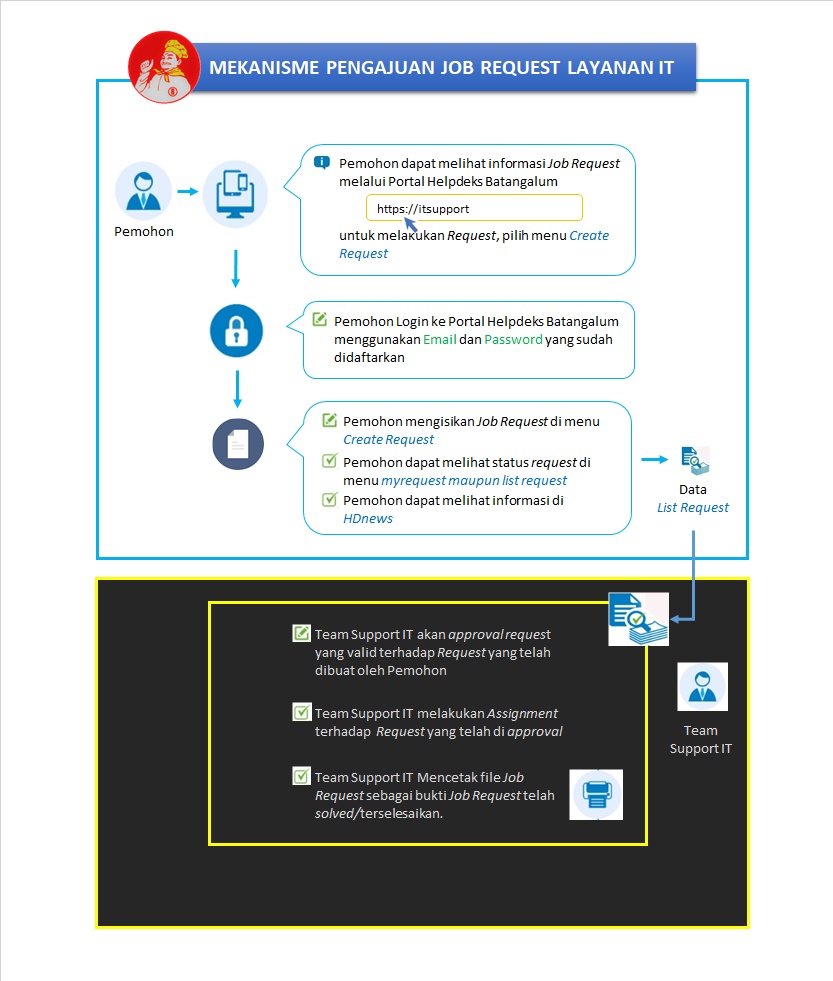 MEKANISME PENGAJUAN JOB REQUEST LAYANAN IT
Pemohon
Pemohon dapat melihat informasi Job Request
melalui Portal Helpdeks Batangalum
https://itsupport
untuk melakukan Request, pilih menu Create
Request
Pemohon Login ke Portal Helpdeks Batangalum
menggunakan Email dan Password yang sudah
didaftarkan
Pemohon mengisikan Job Request di menu
Create Request
Pemohon dapat melihat status request di
menu myrequest maupun list request
Pemohon dapat melihat informasi di
HDnews
Data
List Request
Team Support IT akan approval request
yang valid terhadap Request yang telah
dibuat oleh Pemohon
Team Support IT melakukan Assignment
terhadap Request yang telah di approval
Team Support IT Mencetak file Job
Request sebagai bukti Job Request telah
solved/terselesaikan.
Team
Support IT